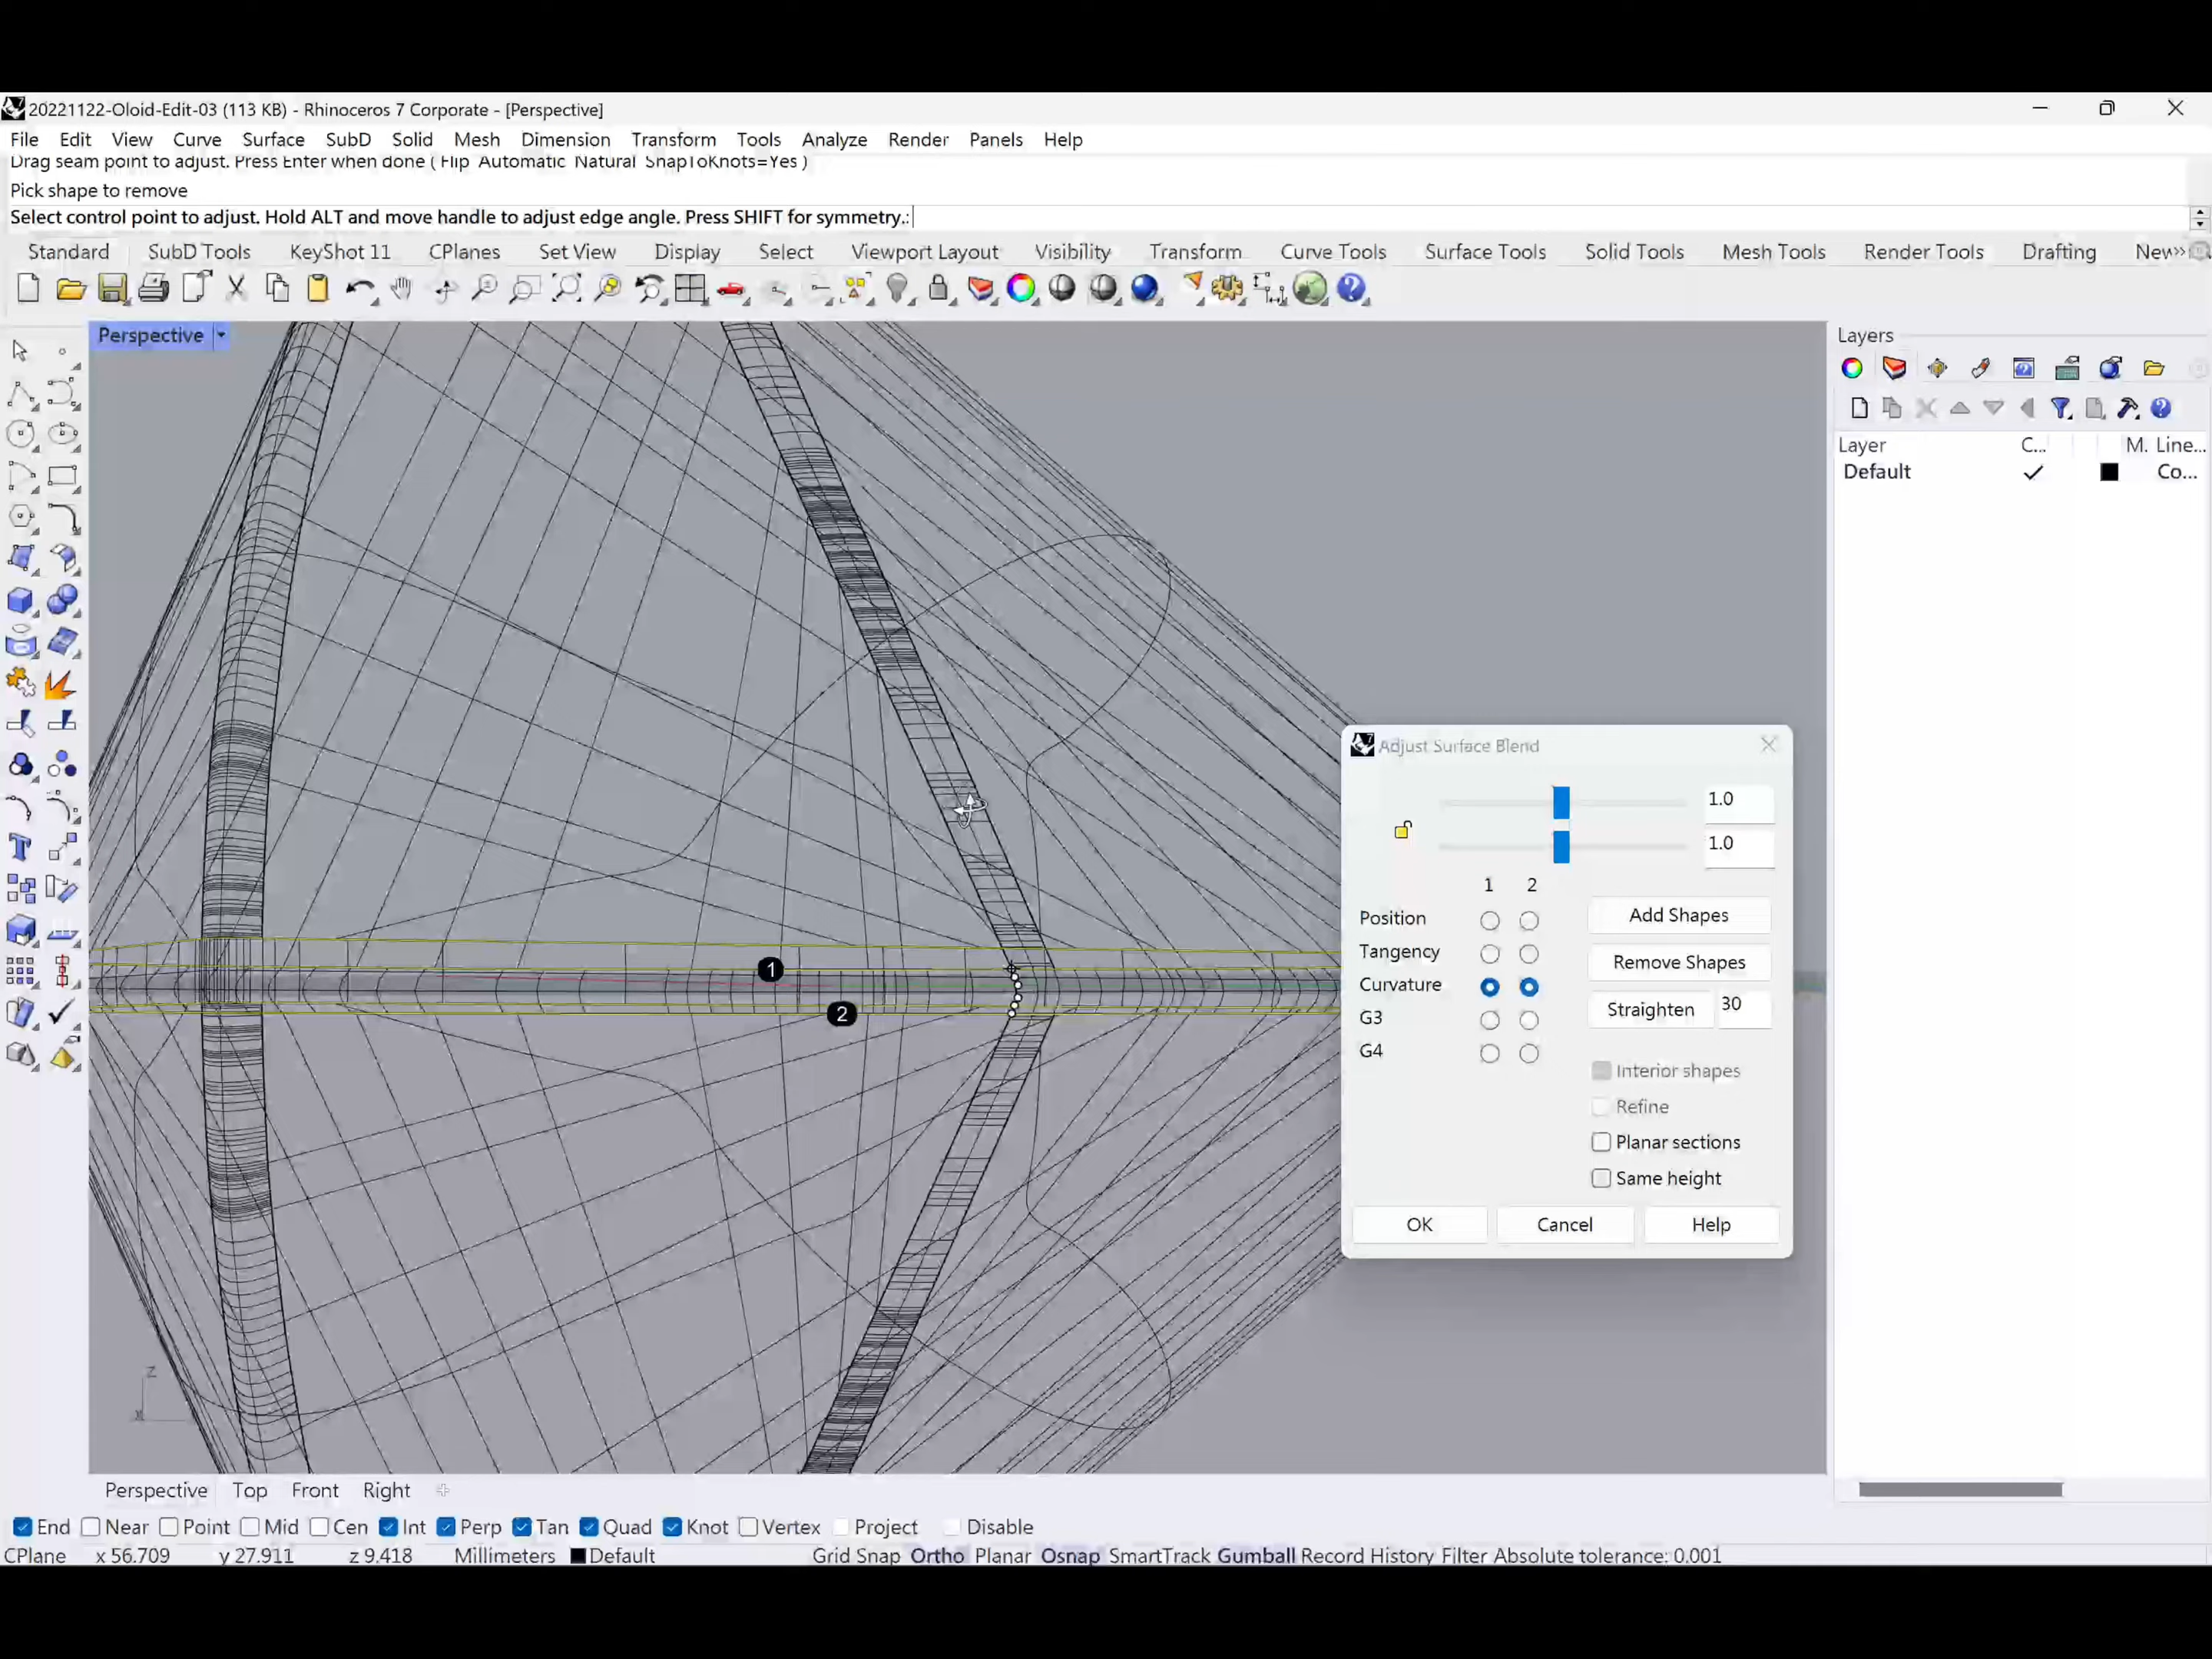 20221122-Oloid-Edit-03 (113 KB) - Rhinoceros 7 Corporate - [Perspective]
File Edit View Curve Surface SubD Solid Mesh Dimension Transform Tools Analyze Render Panels Help
Drag seam point to adjust. Press Enter when done ( Flip Automatic Natural SnapToKnots=Yes )
Pick shape to remove
Select control point to adjust. Hold ALT and move handle to adjust edge angle. Press SHIFT for symmetry.:
Standard SubD Tools KeyShot 11 CPlanes Set View Display Select Viewport Layout Visibility Transform Curve Tools Surface Tools Solid Tools Mesh Tools Render Tools Drafting New
Perspective
Layers
Layer C... M. Line...
Default Co...
Adjust Surface Blend
1.0
1.0
1 2
Position
Tangency
Curvature
G3
G4
Add Shapes
Remove Shapes
Straighten 30
Interior shapes
Refine
Planar sections
Same height
OK Cancel Help
1
2
z
x
Perspective Top Front Right
End Near Point Mid Cen Int Perp Tan Quad Knot Vertex Project Disable
CPlane x 56.709 y 27.911 z 9.418 Millimeters Default Grid Snap Ortho Planar Osnap SmartTrack Gumball Record History Filter Absolute tolerance: 0.001